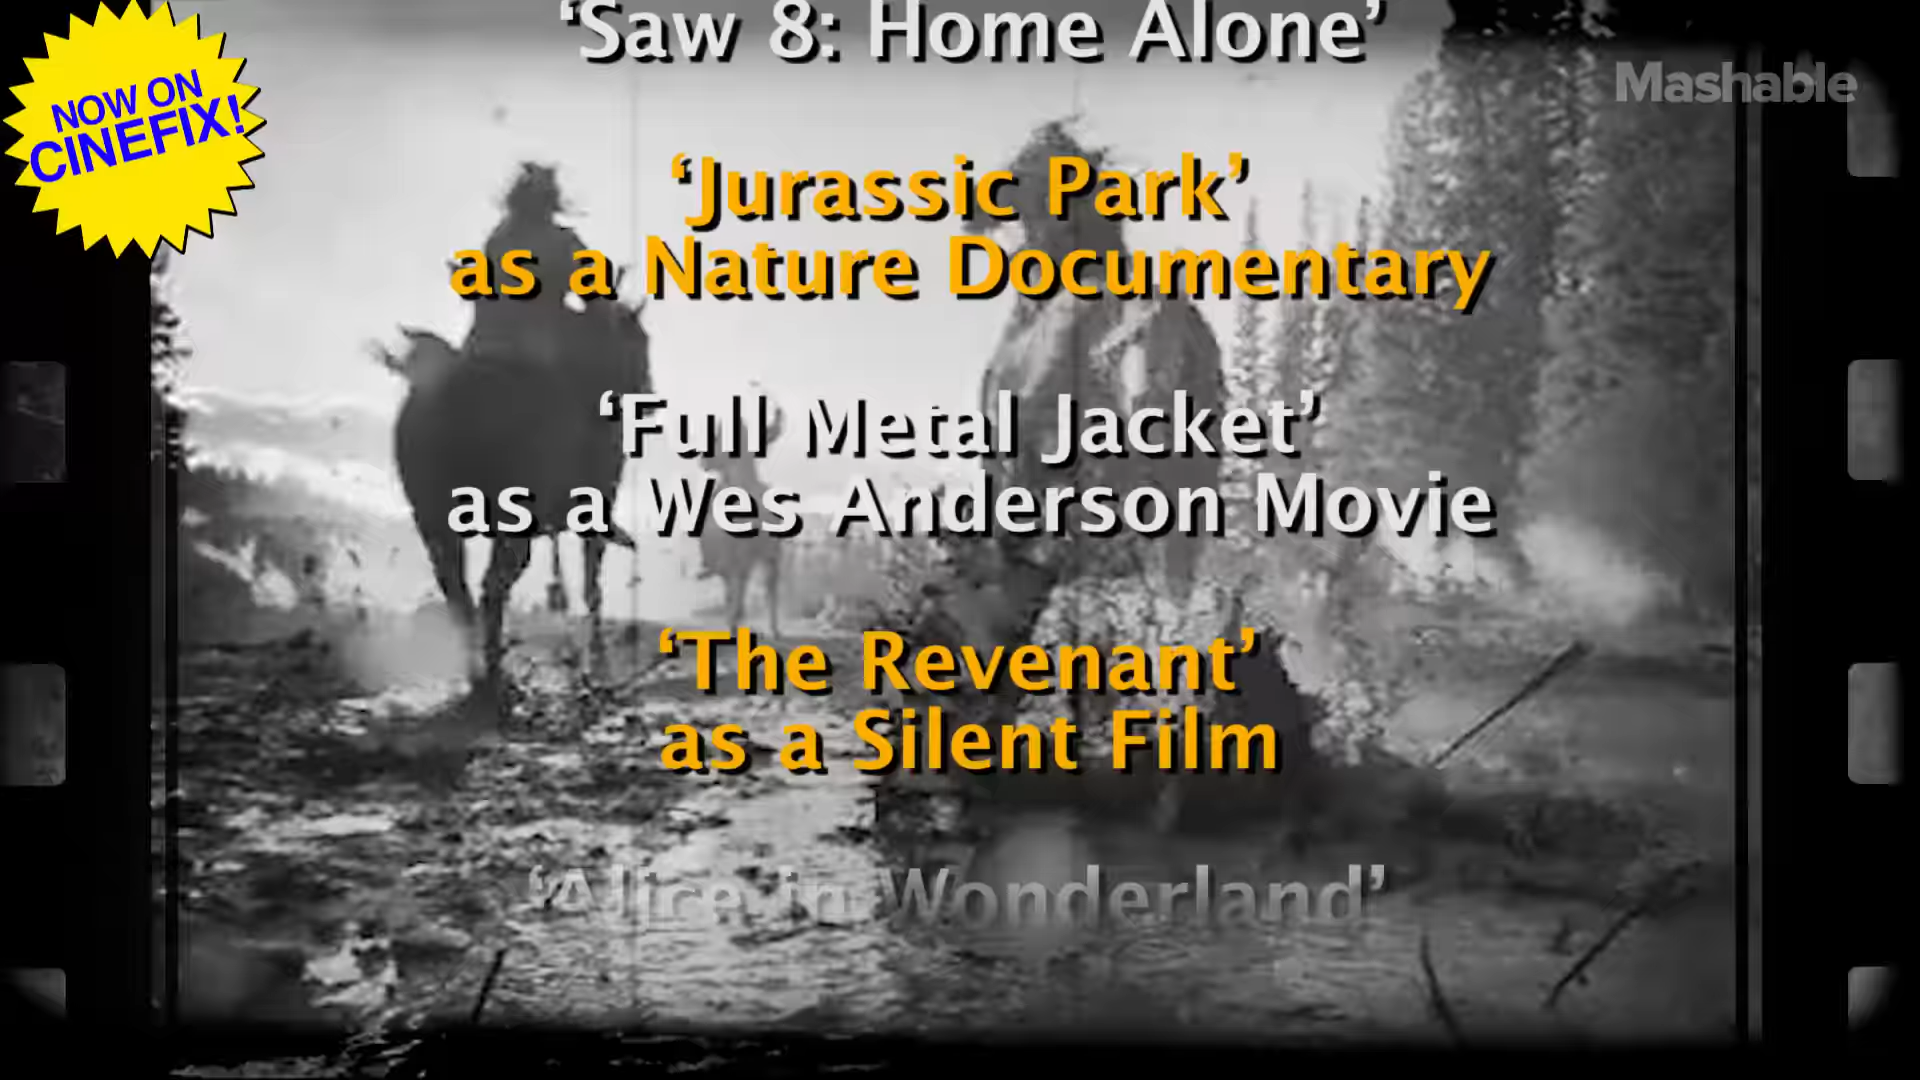 ‘Saw 8: Home Alone’
NOW ON
CINEFIX!
Mashable
‘Jurassic Park’
as a Nature Documentary
‘Full Metal Jacket’
as a Wes Anderson Movie
‘The Revenant’
as a Silent Film
‘Alice in Wonderland’